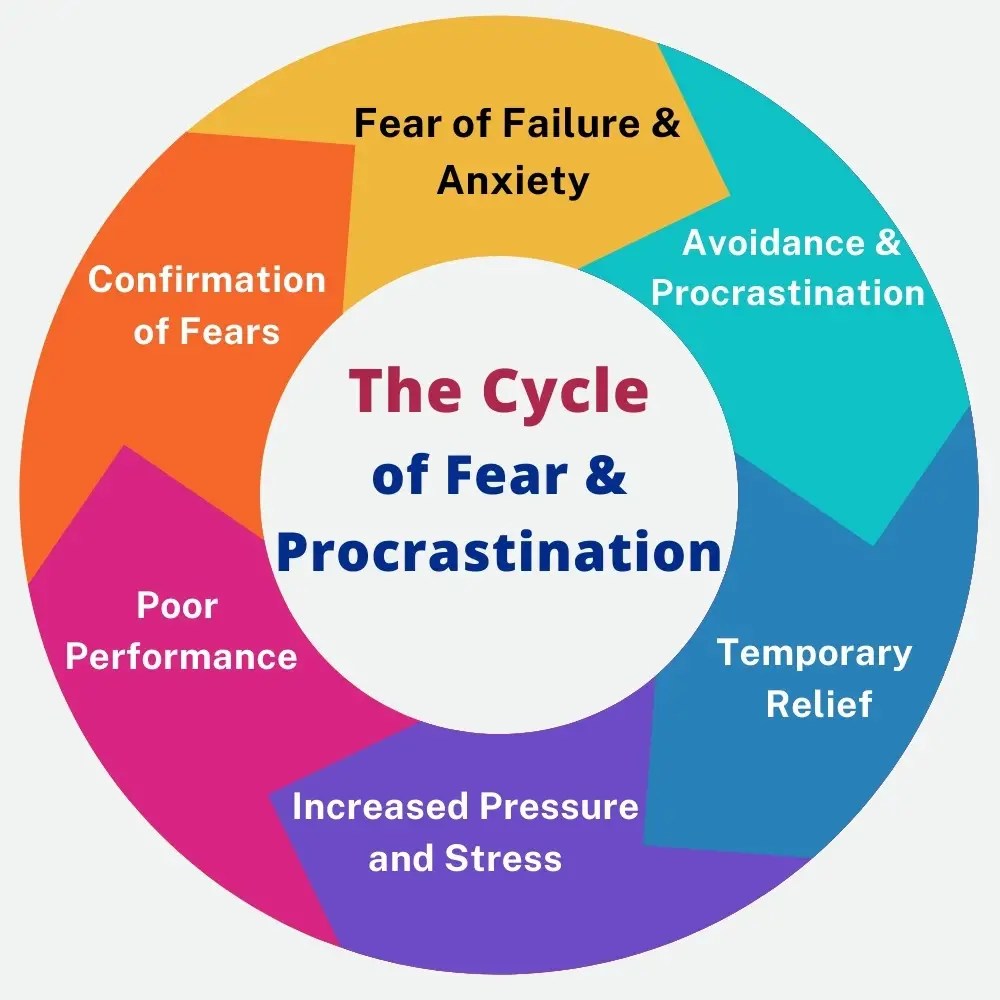 Fear of Failure &
Anxiety
Avoidance &
Procrastination
Temporary
Relief
Increased Pressure
and Stress
Poor
Performance
Confirmation
of Fears
The Cycle
of Fear &
Procrastination